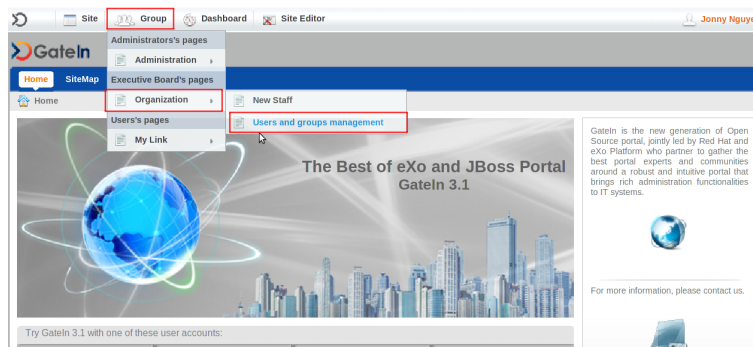 Site Group Dashboard Site Editor Jonny Nguye
GateIn
Administrators's pages
Administration
Executive Board's pages
Organization
New Staff
Users and groups management
Users's pages
My Link
Home SiteMap
Home
The Best of eXo and JBoss Portal
GateIn 3.1
GateIn is the new generation of Open
Source portal, jointly led by Red Hat and
eXo Platform who partner to gather the
best portal experts and communities
around a robust and intuitive portal that
brings rich administration functionalities
to IT systems.
For more information, please contact us.
Try GateIn 3.1 with one of these user accounts: